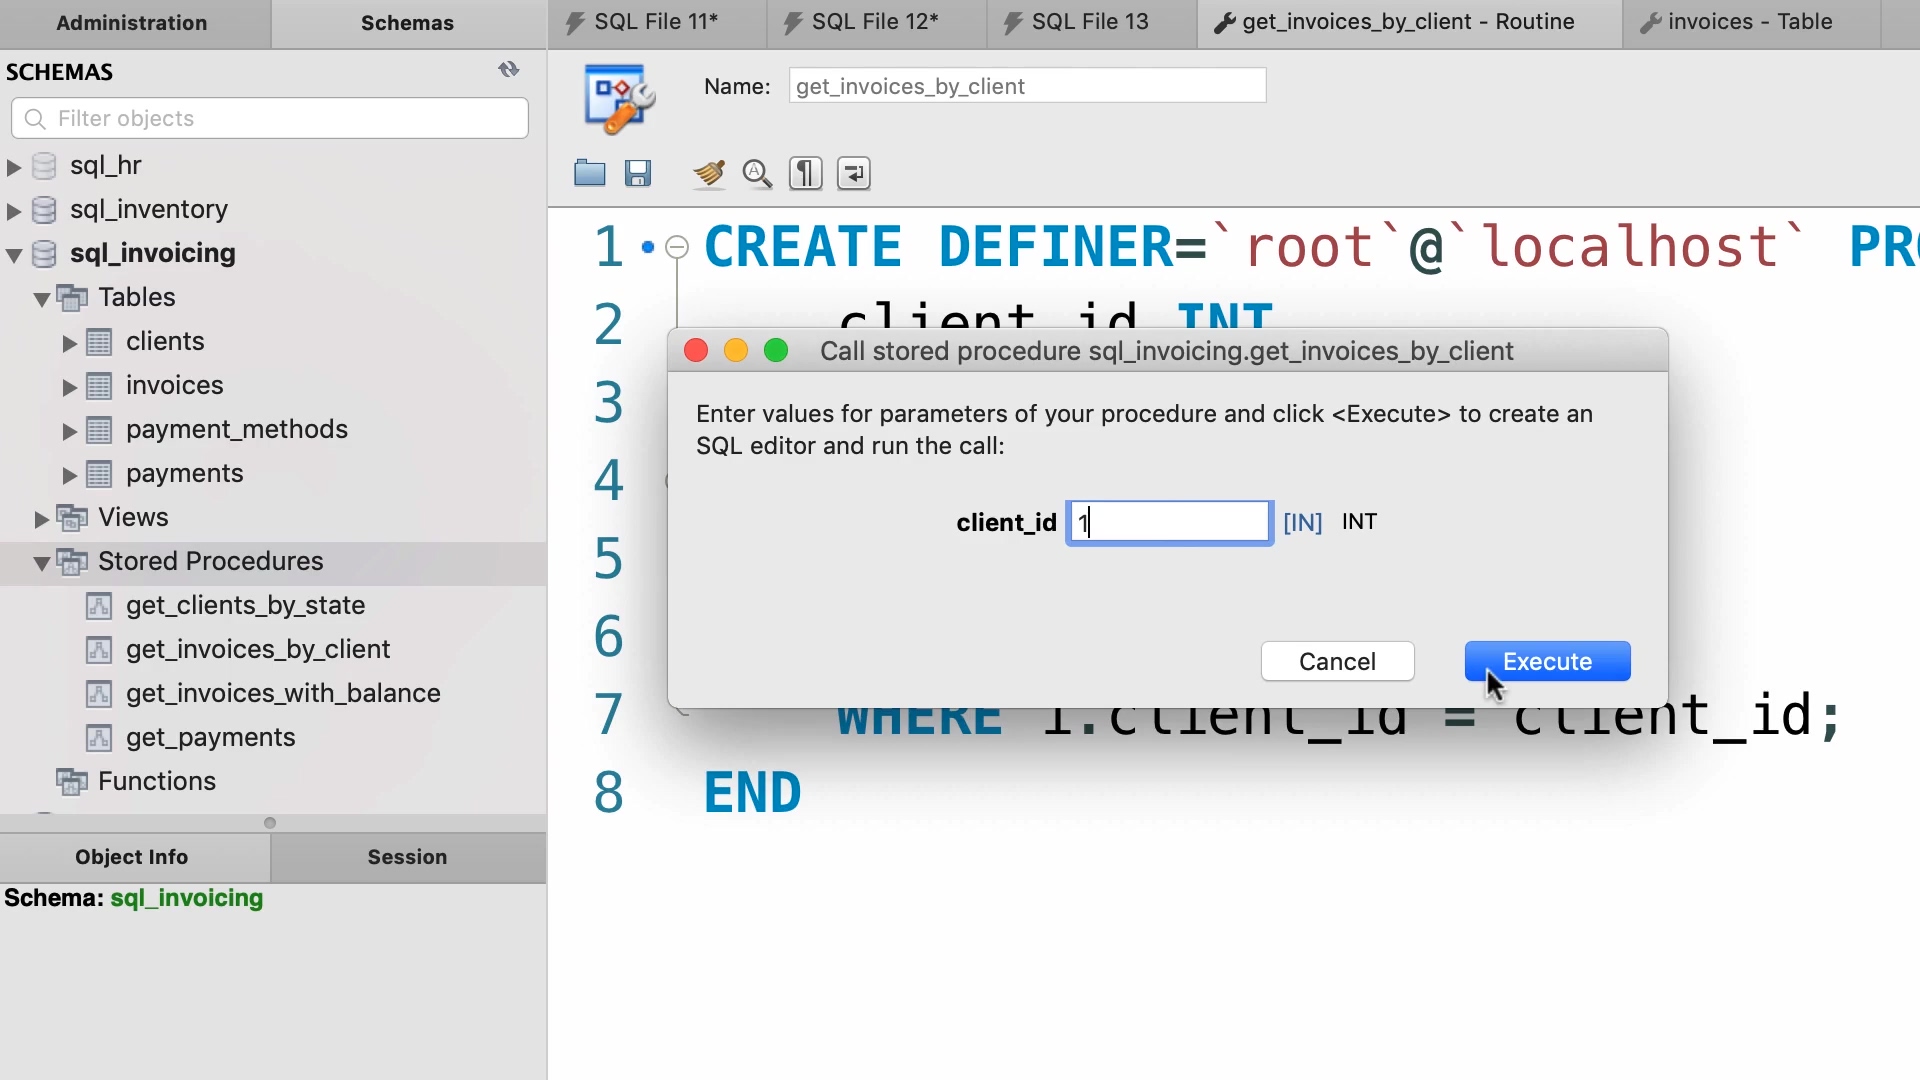 Administration
Schemas
SCHEMAS
Filter objects
sql_hr
sql_inventory
sql_invoicing
Tables
clients
invoices
payment_methods
payments
Views
Stored Procedures
get_clients_by_state
get_invoices_by_client
get_invoices_with_balance
get_payments
Functions
Object Info
Session
Schema: sql_invoicing
SQL File 11*
SQL File 12*
SQL File 13
get_invoices_by_client - Routine
invoices - Table
Name: get_invoices_by_client
1 CREATE DEFINER=`root`@`localhost`
2 client_id INT
3
4
5
6
7 WHERE i.client_id = client_id;
8 END
Call stored procedure sql_invoicing.get_invoices_by_client
Enter values for parameters of your procedure and click <Execute> to create an
SQL editor and run the call:
client_id 1 [IN] INT
Cancel
Execute